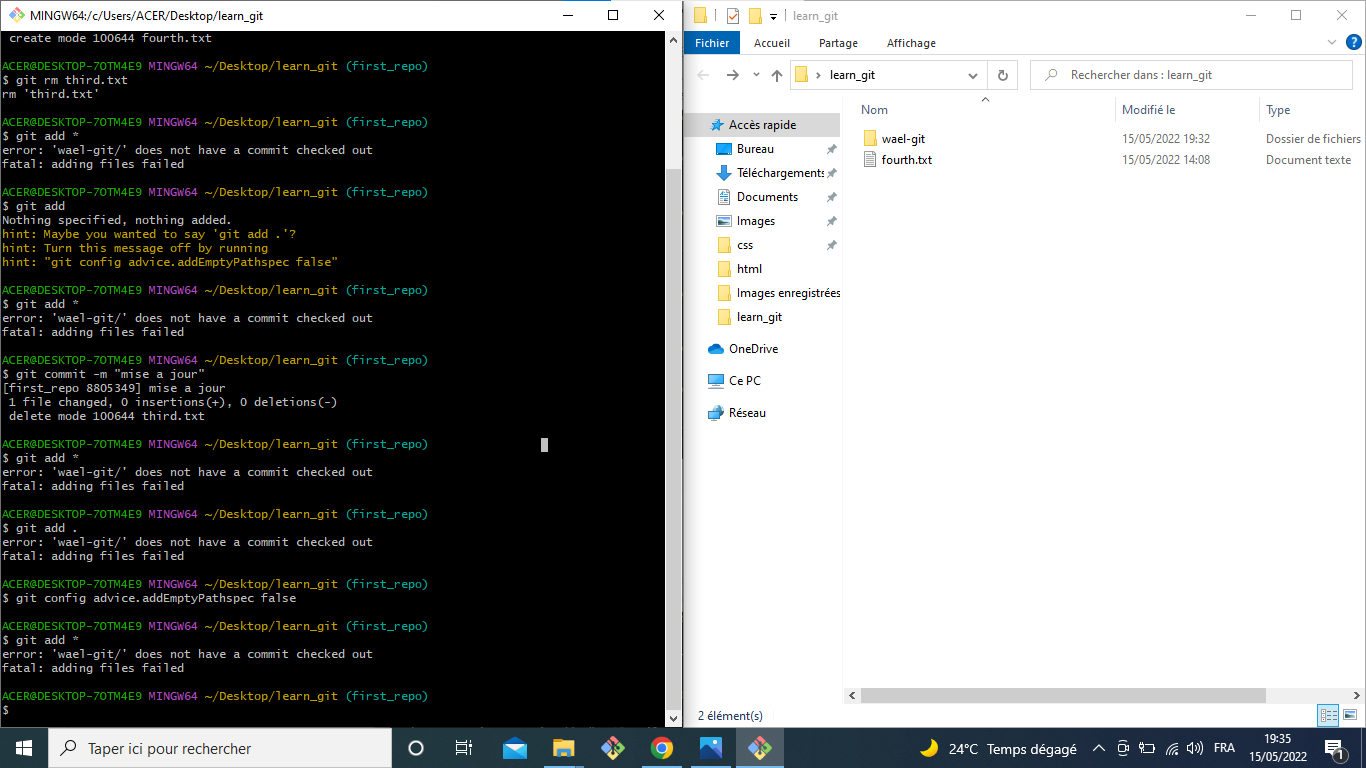 MINGW64:/c/Users/ACER/Desktop/learn_git
create mode 100644 fourth.txt
ACER@DESKTOP-7OTM4E9 MINGW64 ~/Desktop/learn_git (first_repo)
$ git rm third.txt
rm 'third.txt'
ACER@DESKTOP-7OTM4E9 MINGW64 ~/Desktop/learn_git (first_repo)
$ git add *
error: 'wael-git/' does not have a commit checked out
fatal: adding files failed
ACER@DESKTOP-7OTM4E9 MINGW64 ~/Desktop/learn_git (first_repo)
$ git add
Nothing specified, nothing added.
hint: Maybe you wanted to say 'git add .'?
hint: Turn this message off by running
hint: "git config advice.addEmptyPathspec false"
ACER@DESKTOP-7OTM4E9 MINGW64 ~/Desktop/learn_git (first_repo)
$ git add *
error: 'wael-git/' does not have a commit checked out
fatal: adding files failed
ACER@DESKTOP-7OTM4E9 MINGW64 ~/Desktop/learn_git (first_repo)
$ git commit -m "mise a jour"
[first_repo 8805349] mise a jour
1 file changed, 0 insertions(+), 0 deletions(-)
delete mode 100644 third.txt
ACER@DESKTOP-7OTM4E9 MINGW64 ~/Desktop/learn_git (first_repo)
$ git add *
error: 'wael-git/' does not have a commit checked out
fatal: adding files failed
ACER@DESKTOP-7OTM4E9 MINGW64 ~/Desktop/learn_git (first_repo)
$ git add .
error: 'wael-git/' does not have a commit checked out
fatal: adding files failed
ACER@DESKTOP-7OTM4E9 MINGW64 ~/Desktop/learn_git (first_repo)
$ git config advice.addEmptyPathspec false
ACER@DESKTOP-7OTM4E9 MINGW64 ~/Desktop/learn_git (first_repo)
$ git add *
error: 'wael-git/' does not have a commit checked out
fatal: adding files failed
ACER@DESKTOP-7OTM4E9 MINGW64 ~/Desktop/learn_git (first_repo)
$
learn_git
Fichier Accueil Partage Affichage
learn_git Rechercher dans : learn_git
Nom Modifié le Type
wael-git 15/05/2022 19:32 Dossier de fichiers
fourth.txt 15/05/2022 14:08 Document texte
Accès rapide
Bureau
Téléchargements
Documents
Images
css
html
Images enregistrées
learn_git
OneDrive
Ce PC
Réseau
2 élément(s)
Taper ici pour rechercher
24°C Temps dégagé
FRA
19:35
15/05/2022
1